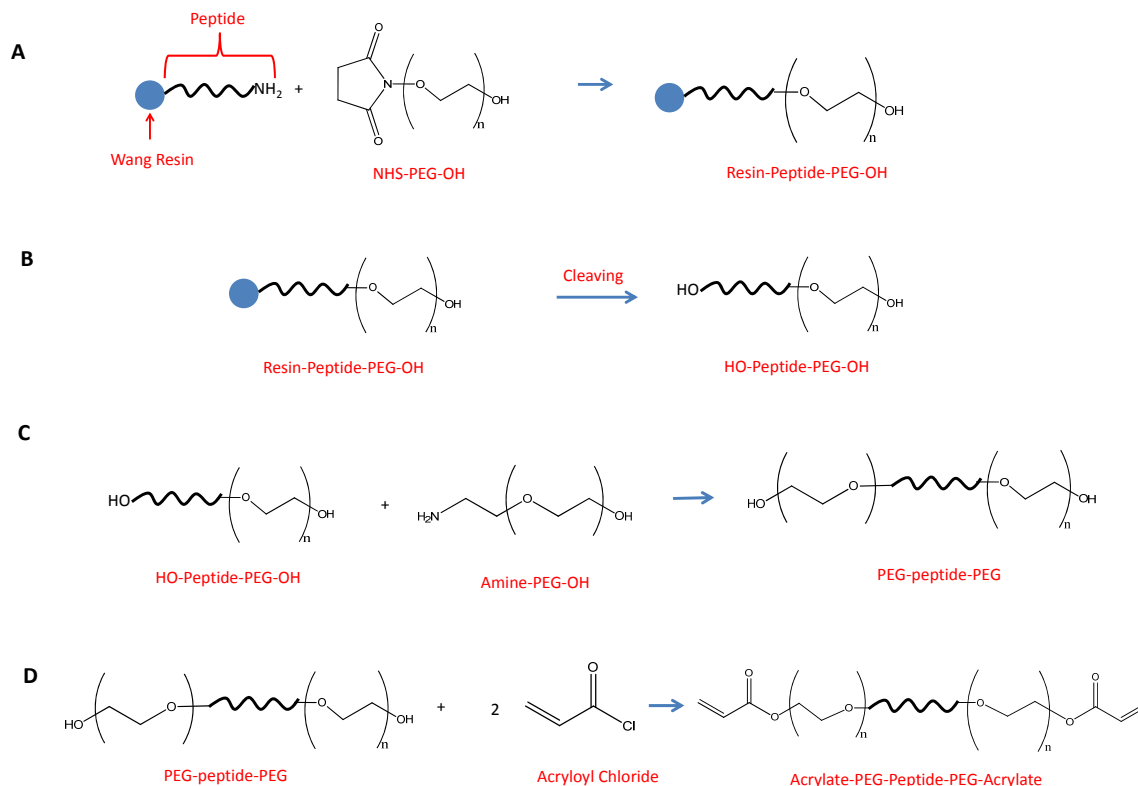 Peptide
A
NH2 + N O O O OH n O OH n
Wang Resin
NHS-PEG-OH
Resin-Peptide-PEG-OH
B
Cleaving
O OH n HO O OH n
Resin-Peptide-PEG-OH
HO-Peptide-PEG-OH
C
HO O OH n + H2N O OH n HO O O OH n
HO-Peptide-PEG-OH
Amine-PEG-OH
PEG-peptide-PEG
D
HO O O OH n + 2 O Cl O O O n O n O O
PEG-peptide-PEG
Acryloyl Chloride
Acrylate-PEG-Peptide-PEG-Acrylate